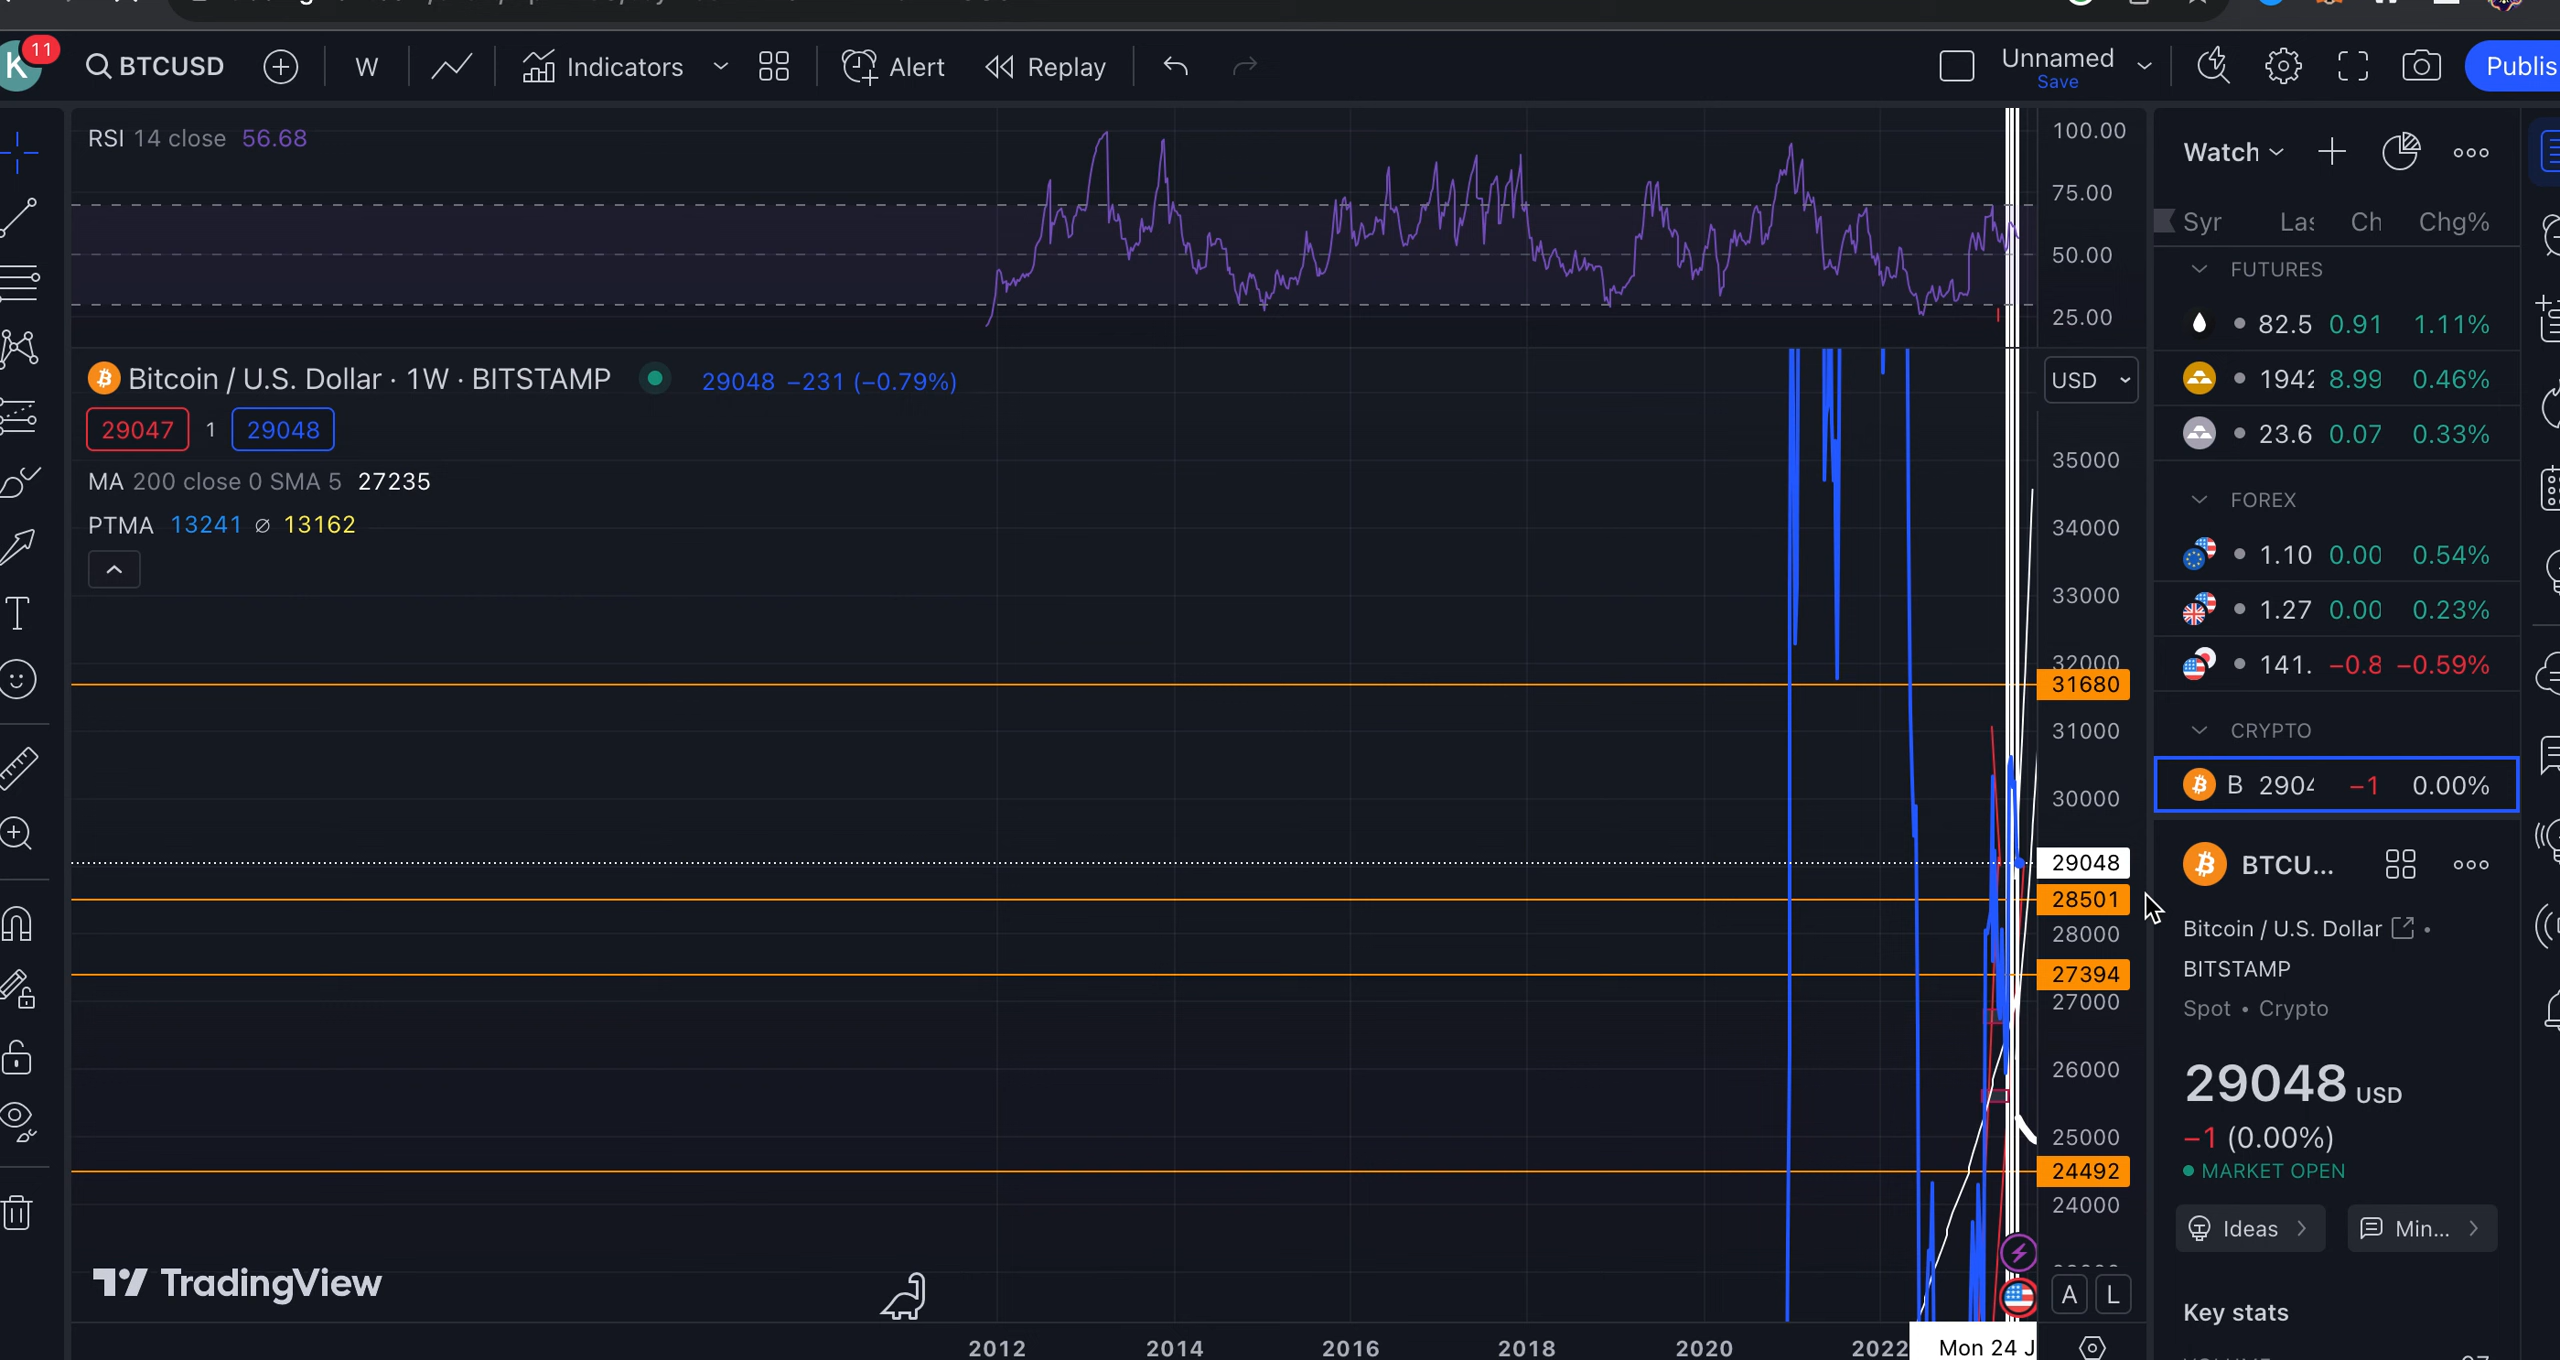 K 11 BTCUSD W Indicators Alert Replay Unnamed Save Publis
RSI 14 close 56.68
100.00
75.00
50.00
25.00
Bitcoin / U.S. Dollar · 1W · BITSTAMP 29048 −231 (−0.79%)
29047 1 29048
MA 200 close 0 SMA 5 27235
PTMA 13241 ∅ 13162
USD
35000
34000
33000
32000
31680
31000
30000
29048
28501
28000
27394
27000
26000
25000
24492
24000
A L
TradingView
2012 2014 2016 2018 2020 2022 Mon 24 J
Watch
Syr Las Ch Chg%
FUTURES
82.5 0.91 1.11%
1942 8.99 0.46%
23.6 0.07 0.33%
FOREX
1.10 0.00 0.54%
1.27 0.00 0.23%
141. −0.8 −0.59%
CRYPTO
B 2904 −1 0.00%
BTCU...
Bitcoin / U.S. Dollar •
BITSTAMP
Spot • Crypto
29048 USD
−1 (0.00%)
MARKET OPEN
Ideas Min...
Key stats